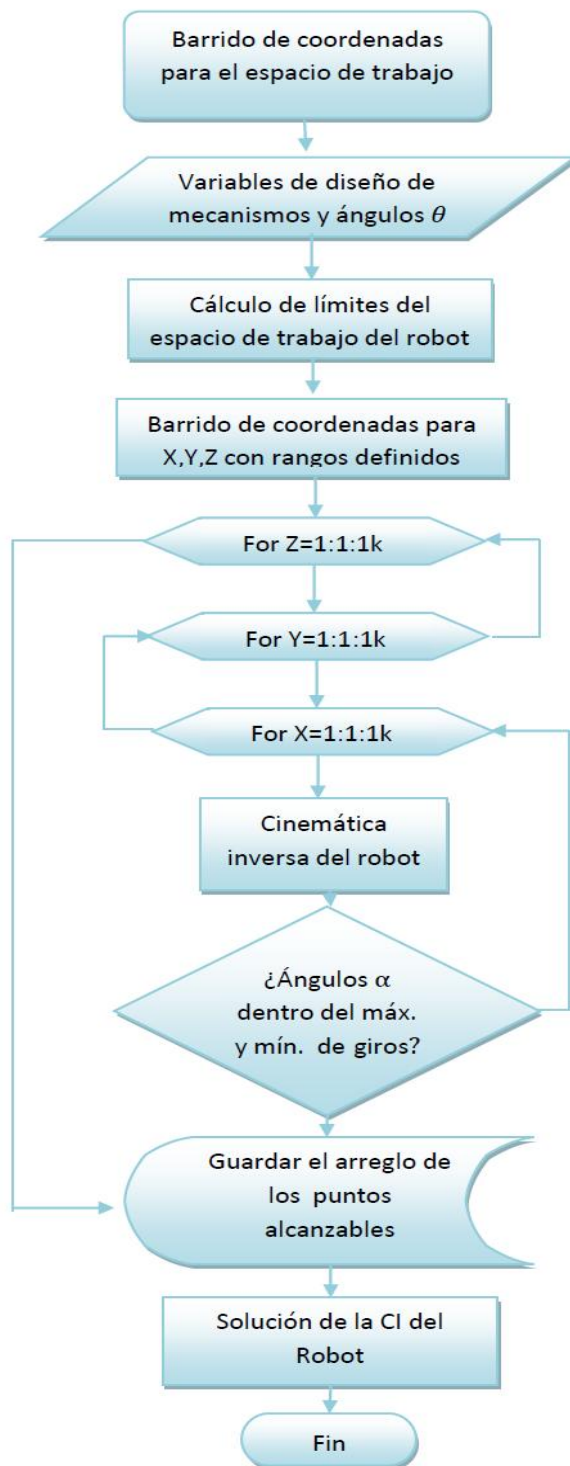 Barrido de coordenadas
para el espacio de trabajo
Variables de diseño de
mecanismos y ángulos θ
Cálculo de límites del
espacio de trabajo del robot
Barrido de coordenadas para
X,Y,Z con rangos definidos
For Z=1:1:1k
For Y=1:1:1k
For X=1:1:1k
Cinemática
inversa del robot
¿Ángulos α
dentro del máx.
y mín. de giros?
Guardar el arreglo de
los puntos
alcanzables
Solución de la CI del
Robot
Fin